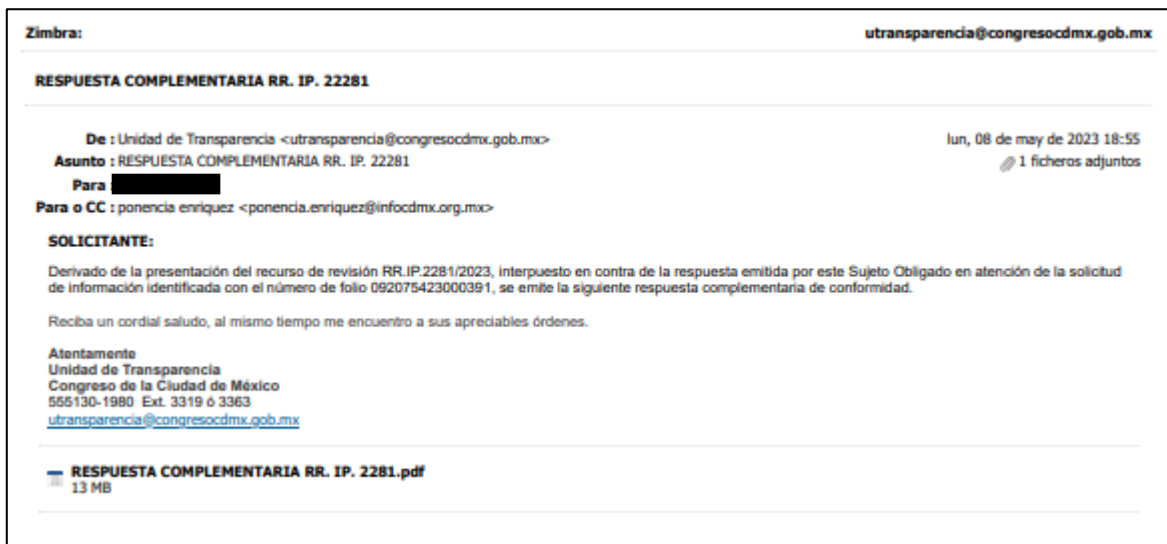 Zimbra: utransparencia@congresocdmx.gob.mx
RESPUESTA COMPLEMENTARIA RR. IP. 22281
De : Unidad de Transparencia <utransparencia@congresocdmx.gob.mx> lun, 08 de may de 2023 18:55
Asunto : RESPUESTA COMPLEMENTARIA RR. IP. 22281 1 ficheros adjuntos
Para :
Para o CC : ponencia enriquez <ponencia.enriquez@infocdmx.org.mx>
SOLICITANTE:
Derivado de la presentación del recurso de revisión RR.IP.2281/2023, interpuesto en contra de la respuesta emitida por este Sujeto Obligado en atención de la solicitud
de información identificada con el número de folio 092075423000391, se emite la siguiente respuesta complementaria de conformidad.
Reciba un cordial saludo, al mismo tiempo me encuentro a sus apreciables órdenes.
Atentamente
Unidad de Transparencia
Congreso de la Ciudad de México
555130-1980 Ext. 3319 ó 3363
utransparencia@congresocdmx.gob.mx
RESPUESTA COMPLEMENTARIA RR. IP. 2281.pdf
13 MB